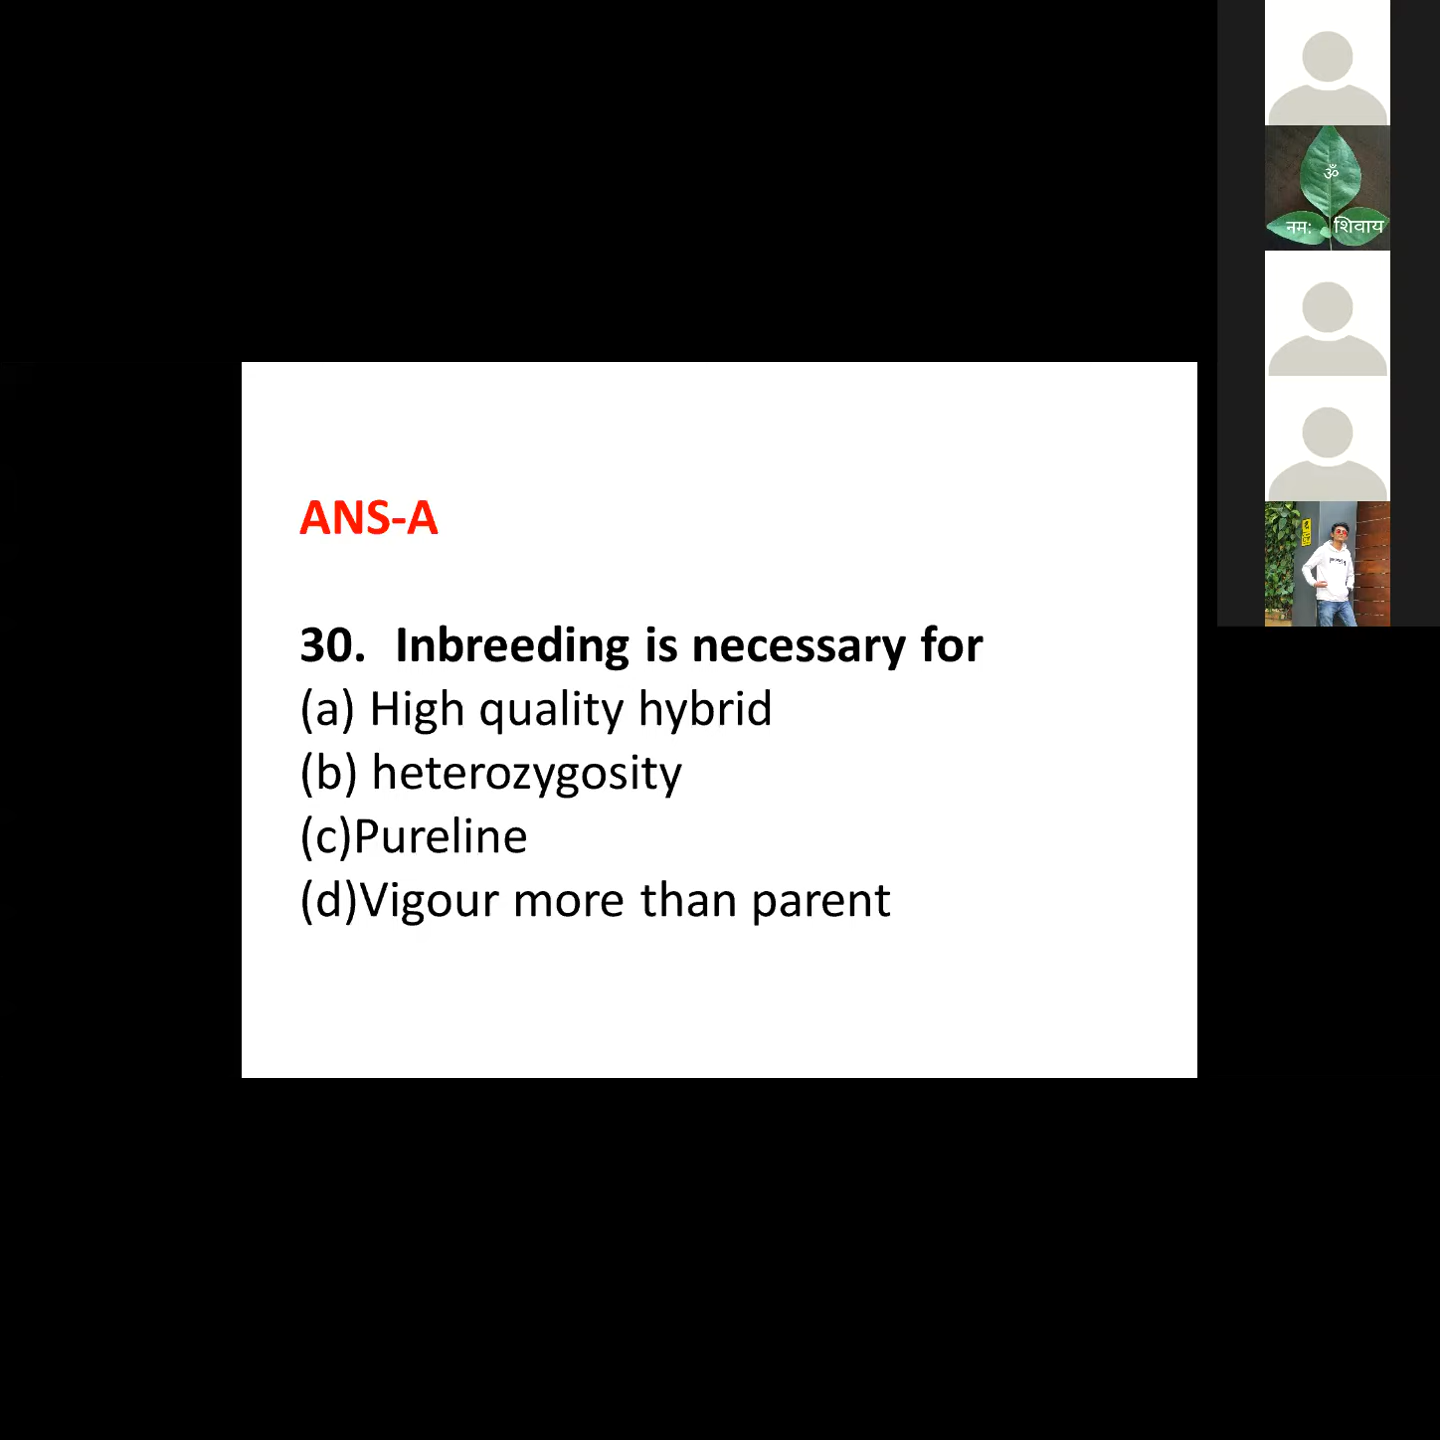 ANS-A
30. Inbreeding is necessary for
(a) High quality hybrid
(b) heterozygosity
(c)Pureline
(d)Vigour more than parent
ॐ
नम: शिवाय